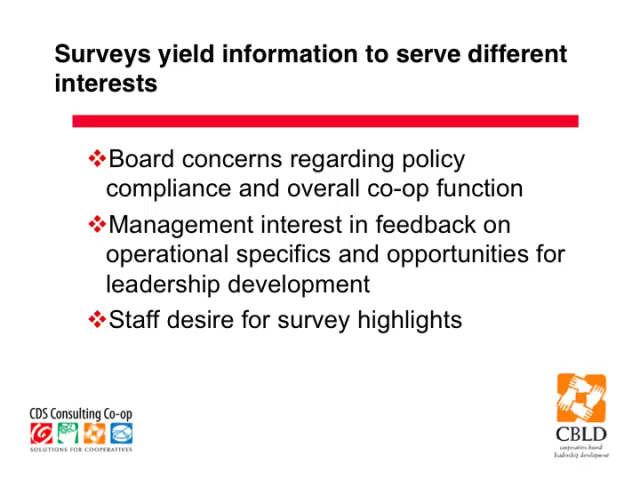 Surveys yield information to serve different
interests
Board concerns regarding policy
compliance and overall co-op function
Management interest in feedback on
operational specifics and opportunities for
leadership development
Staff desire for survey highlights
CDS Consulting Co-op
SOLUTIONS FOR COOPERATIVES
CBLD
cooperative board
leadership development